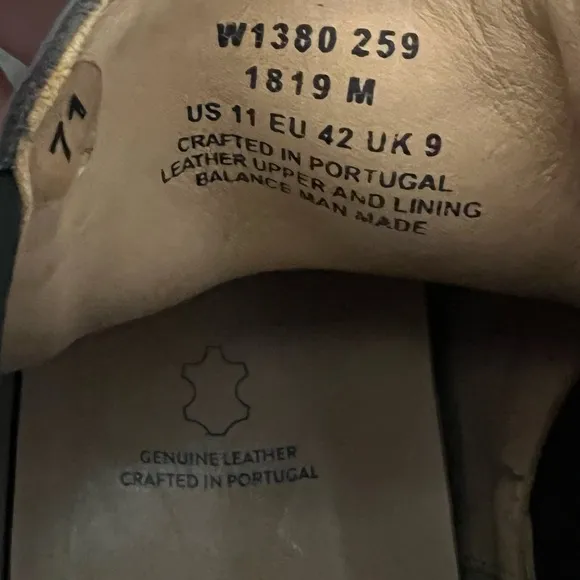 W1380 259
1819 M
US 11 EU 42 UK 9
CRAFTED IN PORTUGAL
LEATHER UPPER AND LINING
BALANCE MAN MADE
GENUINE LEATHER
CRAFTED IN PORTUGAL